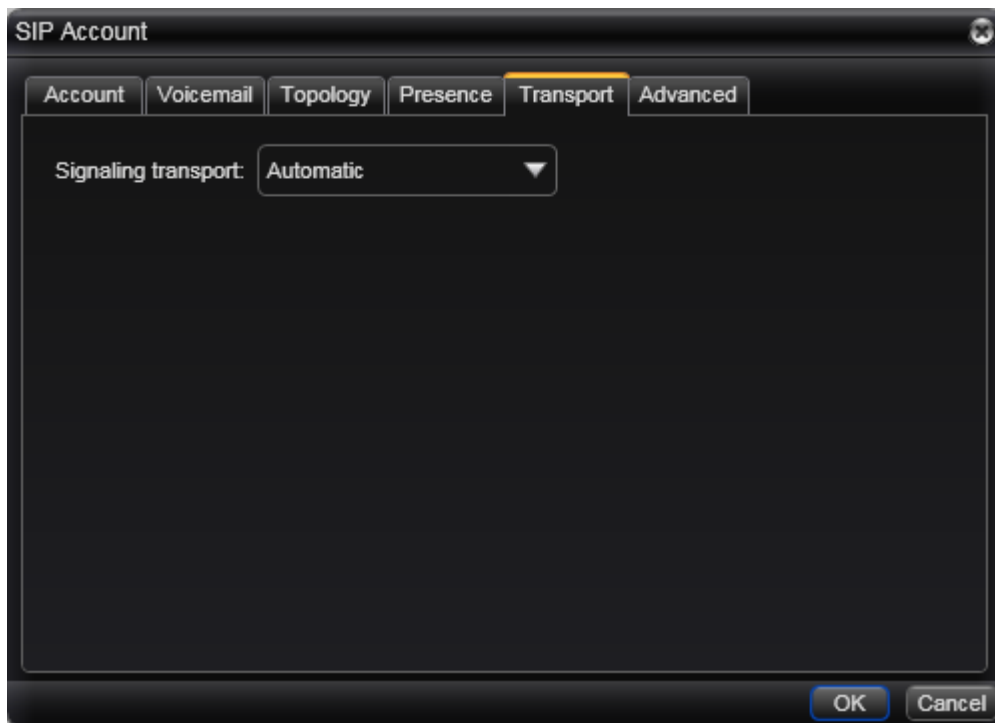 SIP Account
Account Voicemail Topology Presence Transport Advanced
Signaling transport: Automatic
OK Cancel